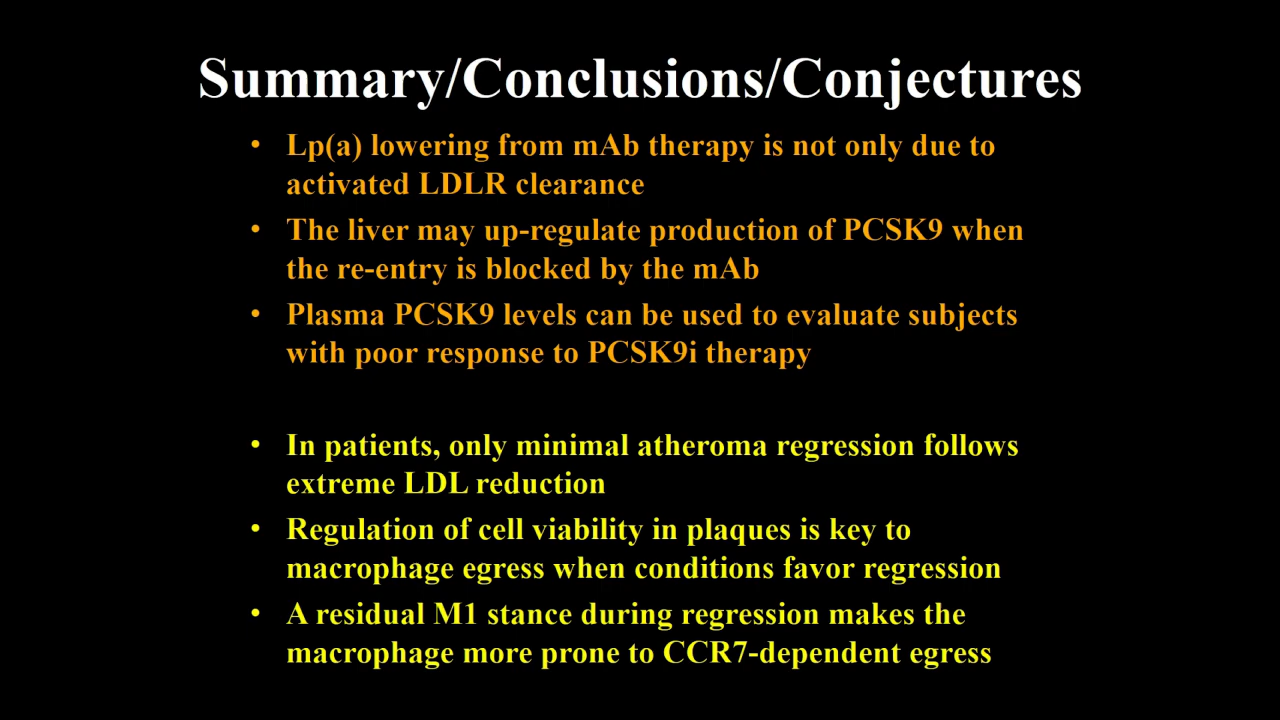 Summary/Conclusions/Conjectures
• Lp(a) lowering from mAb therapy is not only due to
activated LDLR clearance
• The liver may up-regulate production of PCSK9 when
the re-entry is blocked by the mAb
• Plasma PCSK9 levels can be used to evaluate subjects
with poor response to PCSK9i therapy
• In patients, only minimal atheroma regression follows
extreme LDL reduction
• Regulation of cell viability in plaques is key to
macrophage egress when conditions favor regression
• A residual M1 stance during regression makes the
macrophage more prone to CCR7-dependent egress